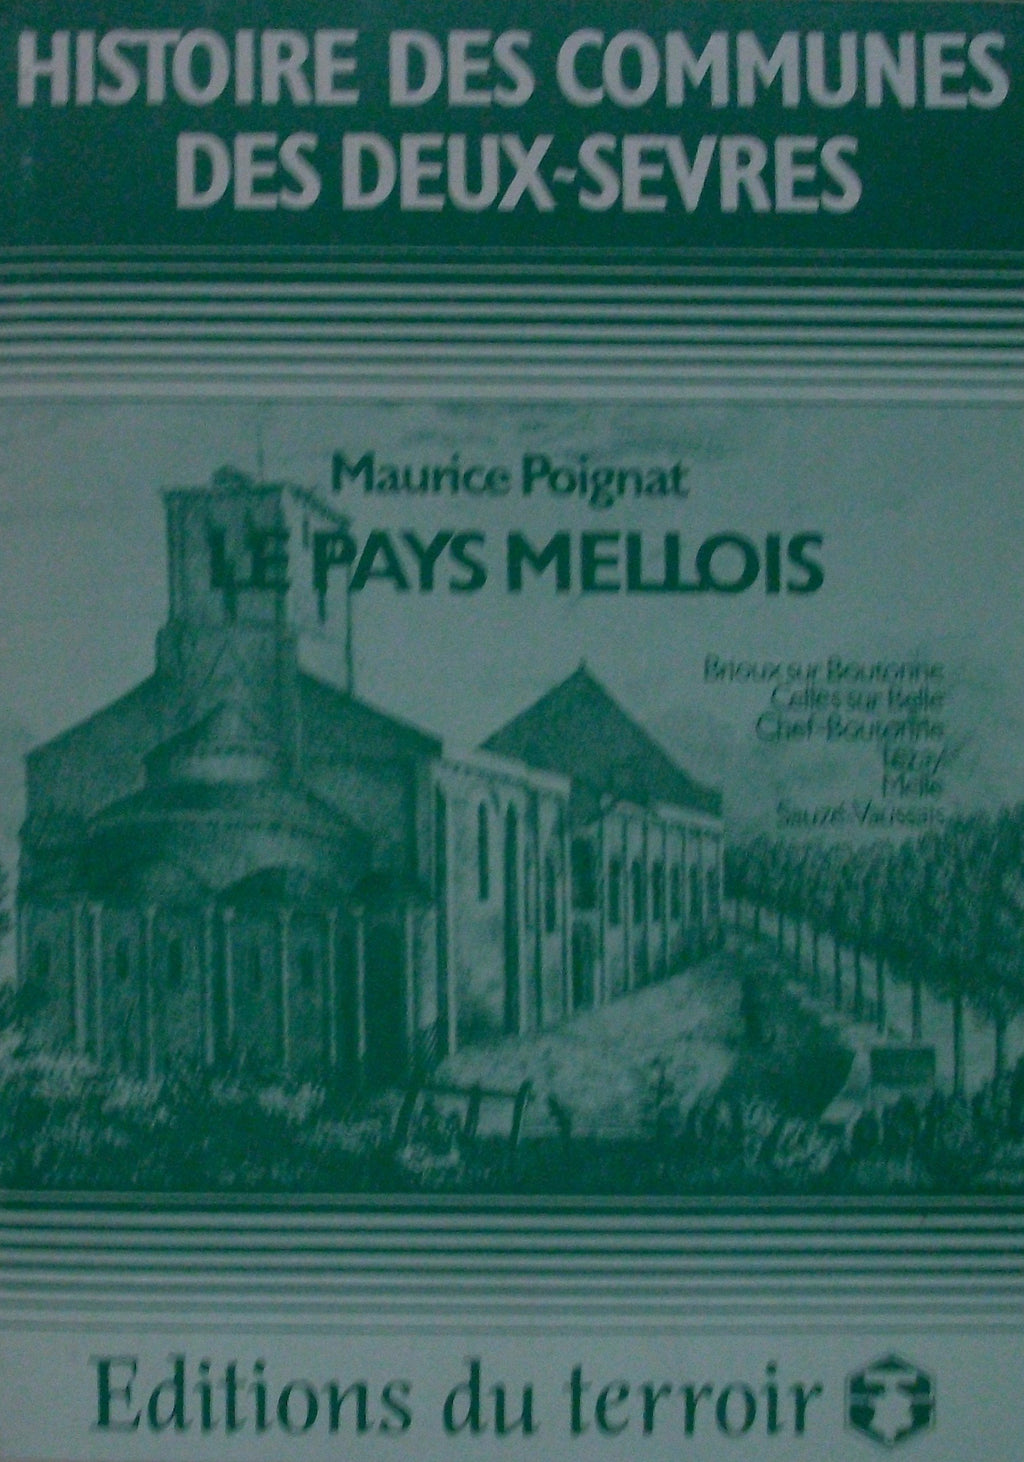 HISTOIRE DES COMMUNES
DES DEUX-SEVRES
Maurice Poignat
LE PAYS MELLOIS
Brioux sur Boutonne
Celles sur Belle
Chef-Boutonne
Lezay
Melle
Sauzé-Vaussais
Editions du terroir